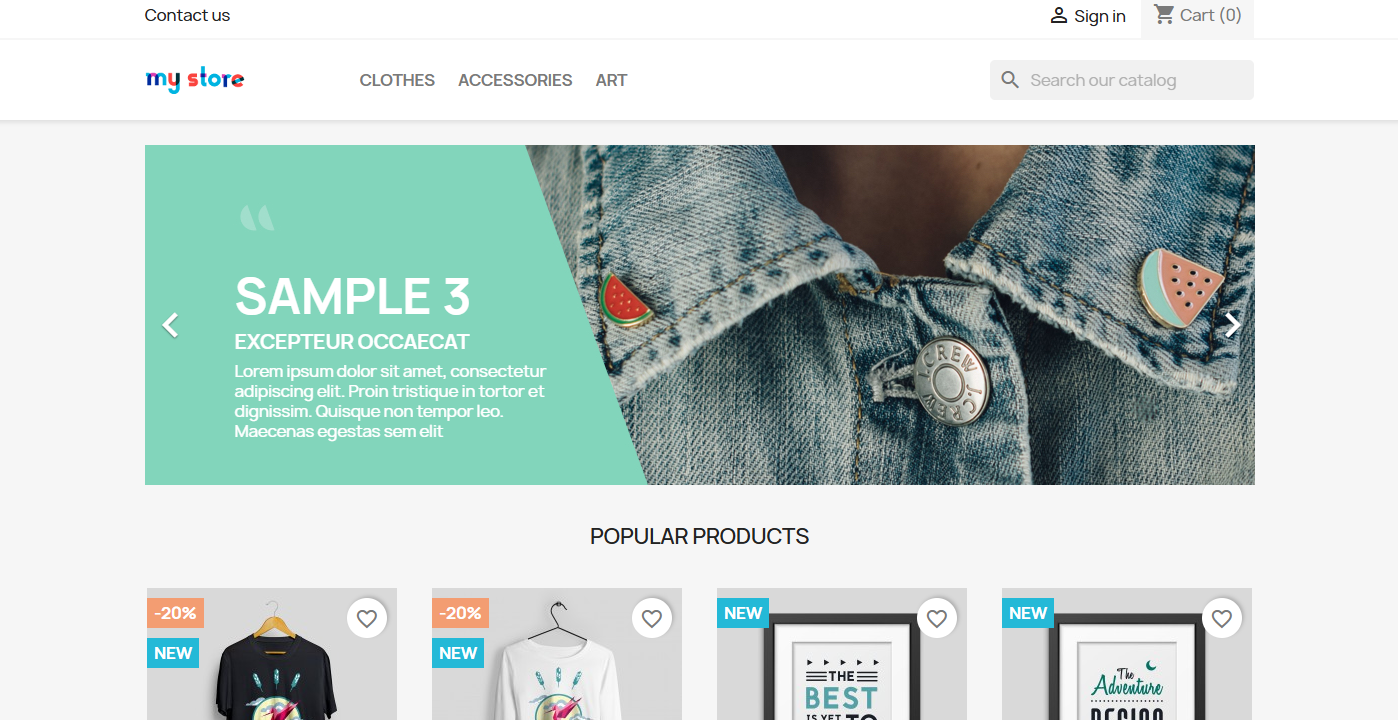 Contact us
Sign in
Cart (0)
my store
CLOTHES
ACCESSORIES
ART
Search our catalog
SAMPLE 3
EXCEPTEUR OCCAECAT
Lorem ipsum dolor sit amet, consectetur
adipiscing elit. Proin tristique in tortor et
dignissim. Quisque non tempor leo.
Maecenas egestas sem elit
J.CREW J.CREW
POPULAR PRODUCTS
-20%
NEW
-20%
NEW
NEW
THE
BEST
IS YET TO
NEW
The
Adventure
DESIGN